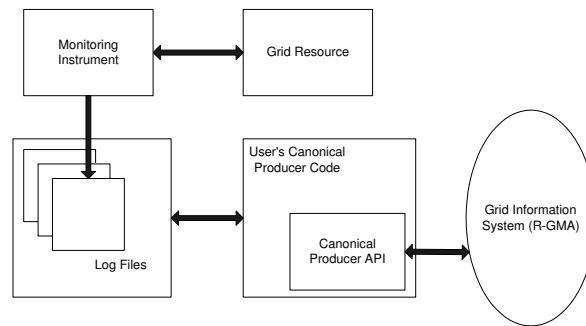 Monitoring
Instrument
Grid Resource
User's Canonical
Producer Code
Log Files
Canonical
Producer API
Grid Information
System (R-GMA)